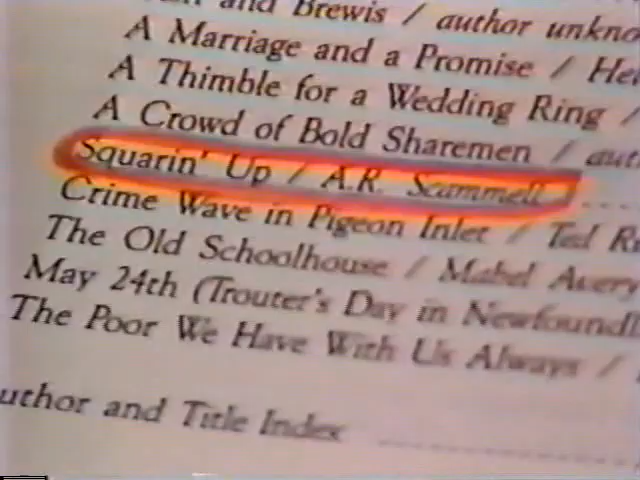 and Brewis / author unkno
A Marriage and a Promise / He
A Thimble for a Wedding Ring /
A Crowd of Bold Sharemen / aut
Squarin' Up / A.R. Scammell ....
Crime Wave in Pigeon Inlet / Ted R
The Old Schoolhouse / Mabel Avery
May 24th (Trouter's Day in Newfoundl
The Poor We Have With Us Always /
uthor and Title Index